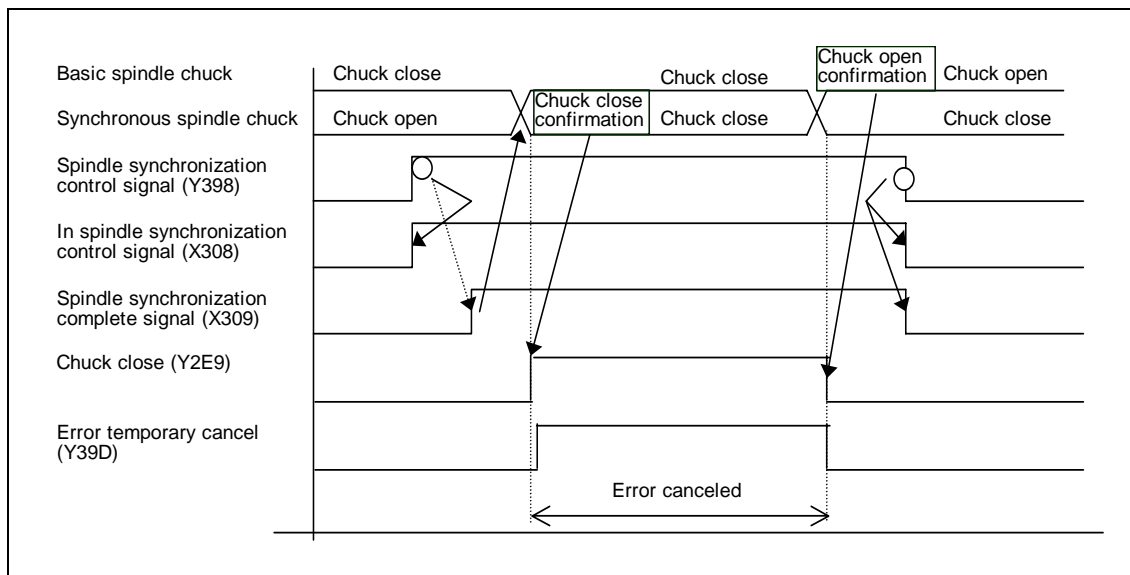 Basic spindle chuck
Chuck close
Chuck close
Chuck open
confirmation
Chuck open
Synchronous spindle chuck
Chuck open
Chuck close
confirmation
Chuck close
Chuck close
Spindle synchronization
control signal (Y398)
In spindle synchronization
control signal (X308)
Spindle synchronization
complete signal (X309)
Chuck close (Y2E9)
Error temporary cancel
(Y39D)
Error canceled